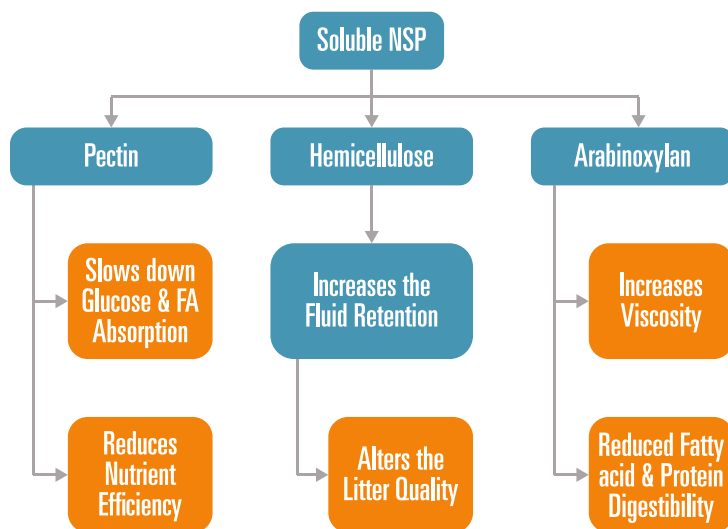 Soluble NSP
Pectin
Hemicellulose
Arabinoxylan
Slows down
Glucose & FA
Absorption
Increases the
Fluid Retention
Increases
Viscosity
Reduces
Nutrient
Efficiency
Alters the
Litter Quality
Reduced Fatty
acid & Protein
Digestibility